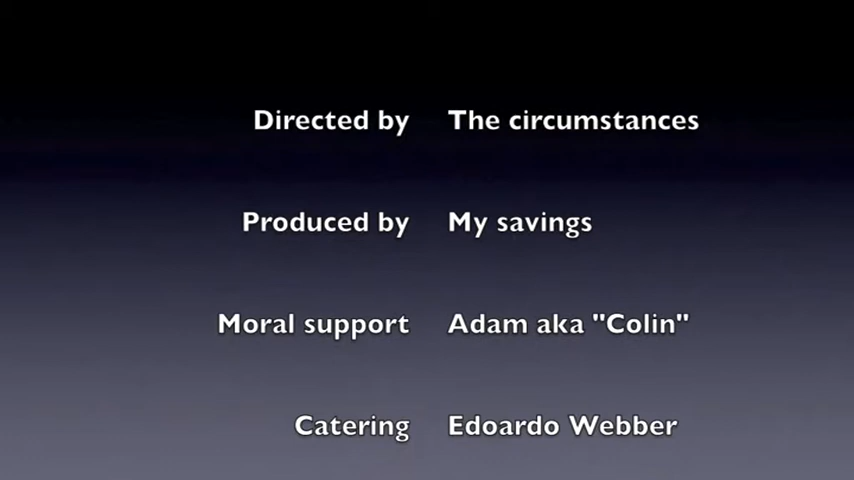 Directed by The circumstances
Produced by My savings
Moral support Adam aka "Colin"
Catering Edoardo Webber